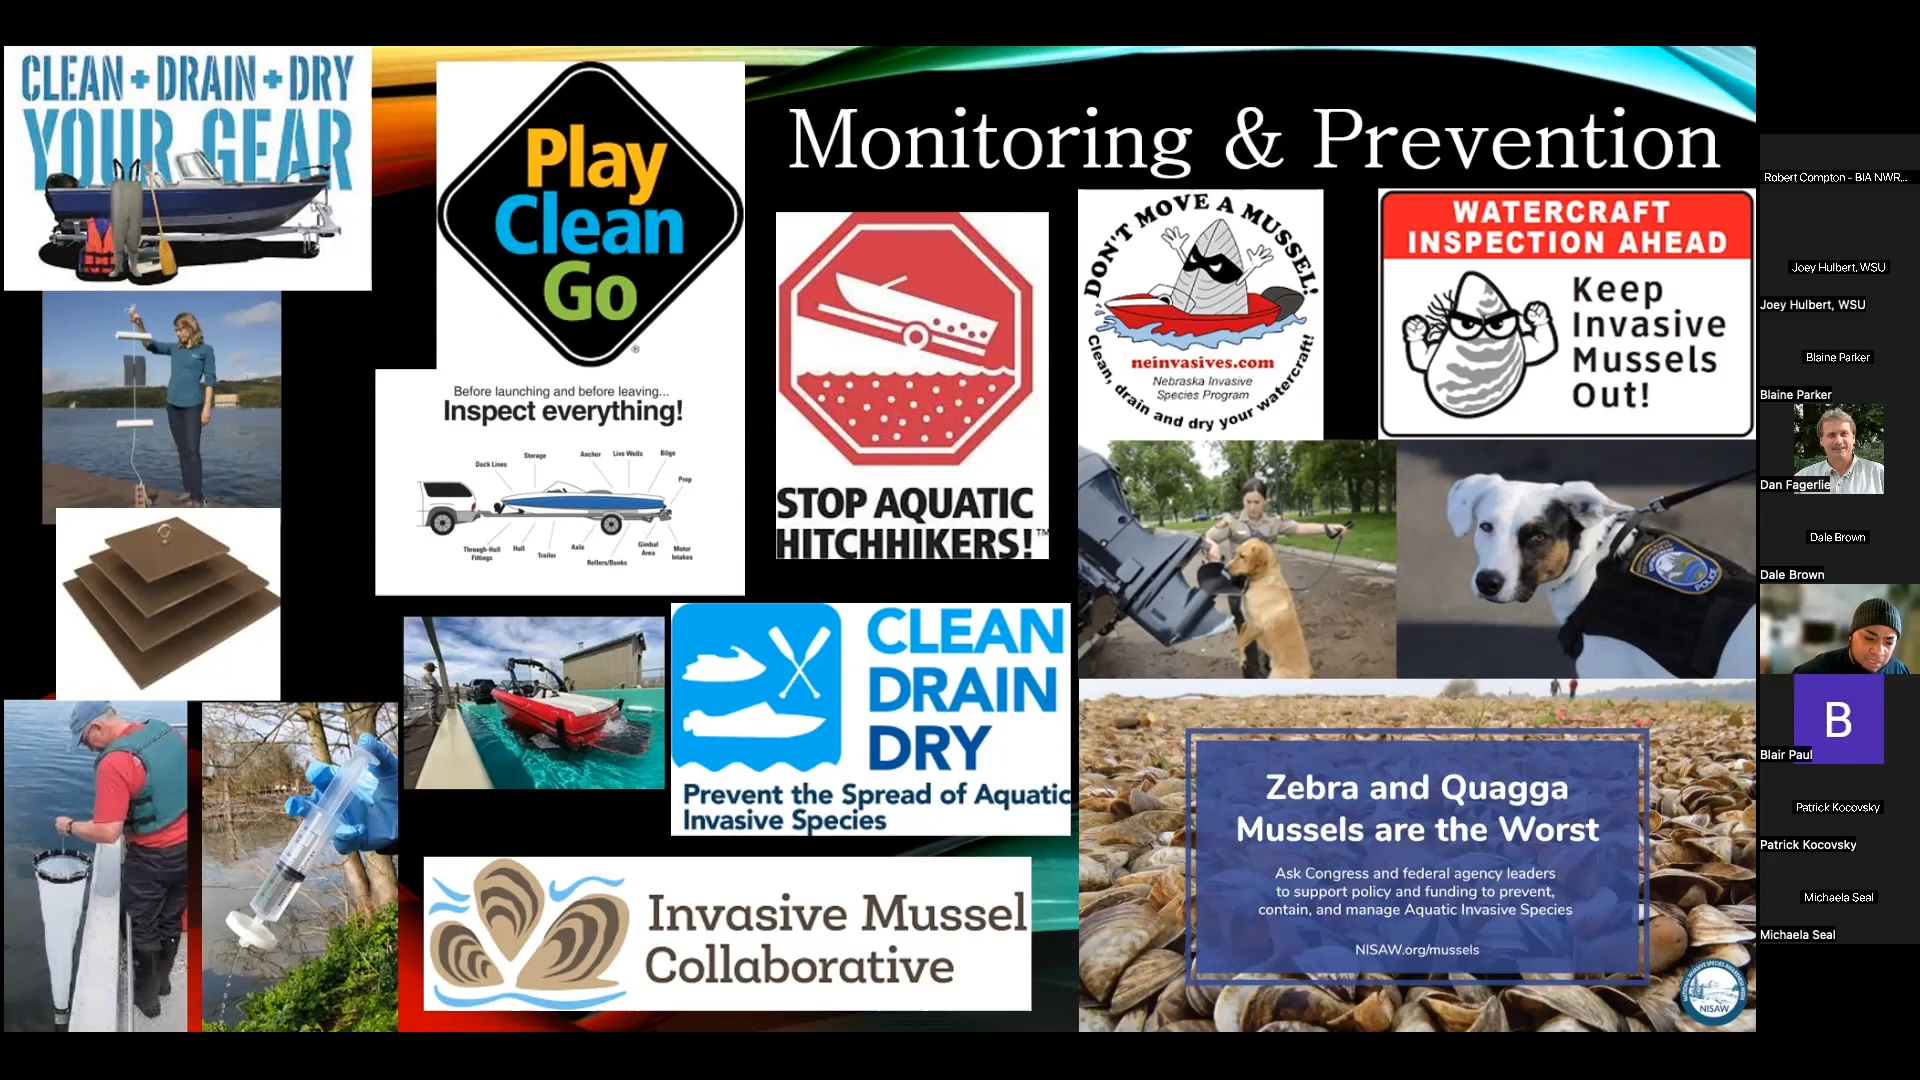 CLEAN + DRAIN + DRY
YOUR GEAR
Play
Clean
Go
®
Monitoring & Prevention
Before launching and before leaving...
Inspect everything!
Dock Lines
Storage
Anchor
Live Wells
Bilge
Prop
Through-Hull
Fittings
Hull
Trailer
Axle
Rollers/Bunks
Gimbal
Area
Motor
Intakes
STOP AQUATIC
HITCHHIKERS!™
DON'T MOVE A MUSSEL!
neinvasives.com
Nebraska Invasive
Species Program
Clean, drain and dry your watercraft!
WATERCRAFT
INSPECTION AHEAD
Keep
Invasive
Mussels
Out!
POLICE
CLEAN
DRAIN
DRY
Prevent the Spread of Aquatic
Invasive Species
Invasive Mussel
Collaborative
Zebra and Quagga
Mussels are the Worst
Ask Congress and federal agency leaders
to support policy and funding to prevent,
contain, and manage Aquatic Invasive Species
NISAW.org/mussels
NATIONAL INVASIVE SPECIES AWARENESS WEEK
NISAW
Robert Compton - BIA NWR...
Joey Hulbert, WSU
Joey Hulbert, WSU
Blaine Parker
Blaine Parker
Dan Fagerlie
Dale Brown
Dale Brown
B
Blair Paul
Patrick Kocovsky
Patrick Kocovsky
Michaela Seal
Michaela Seal